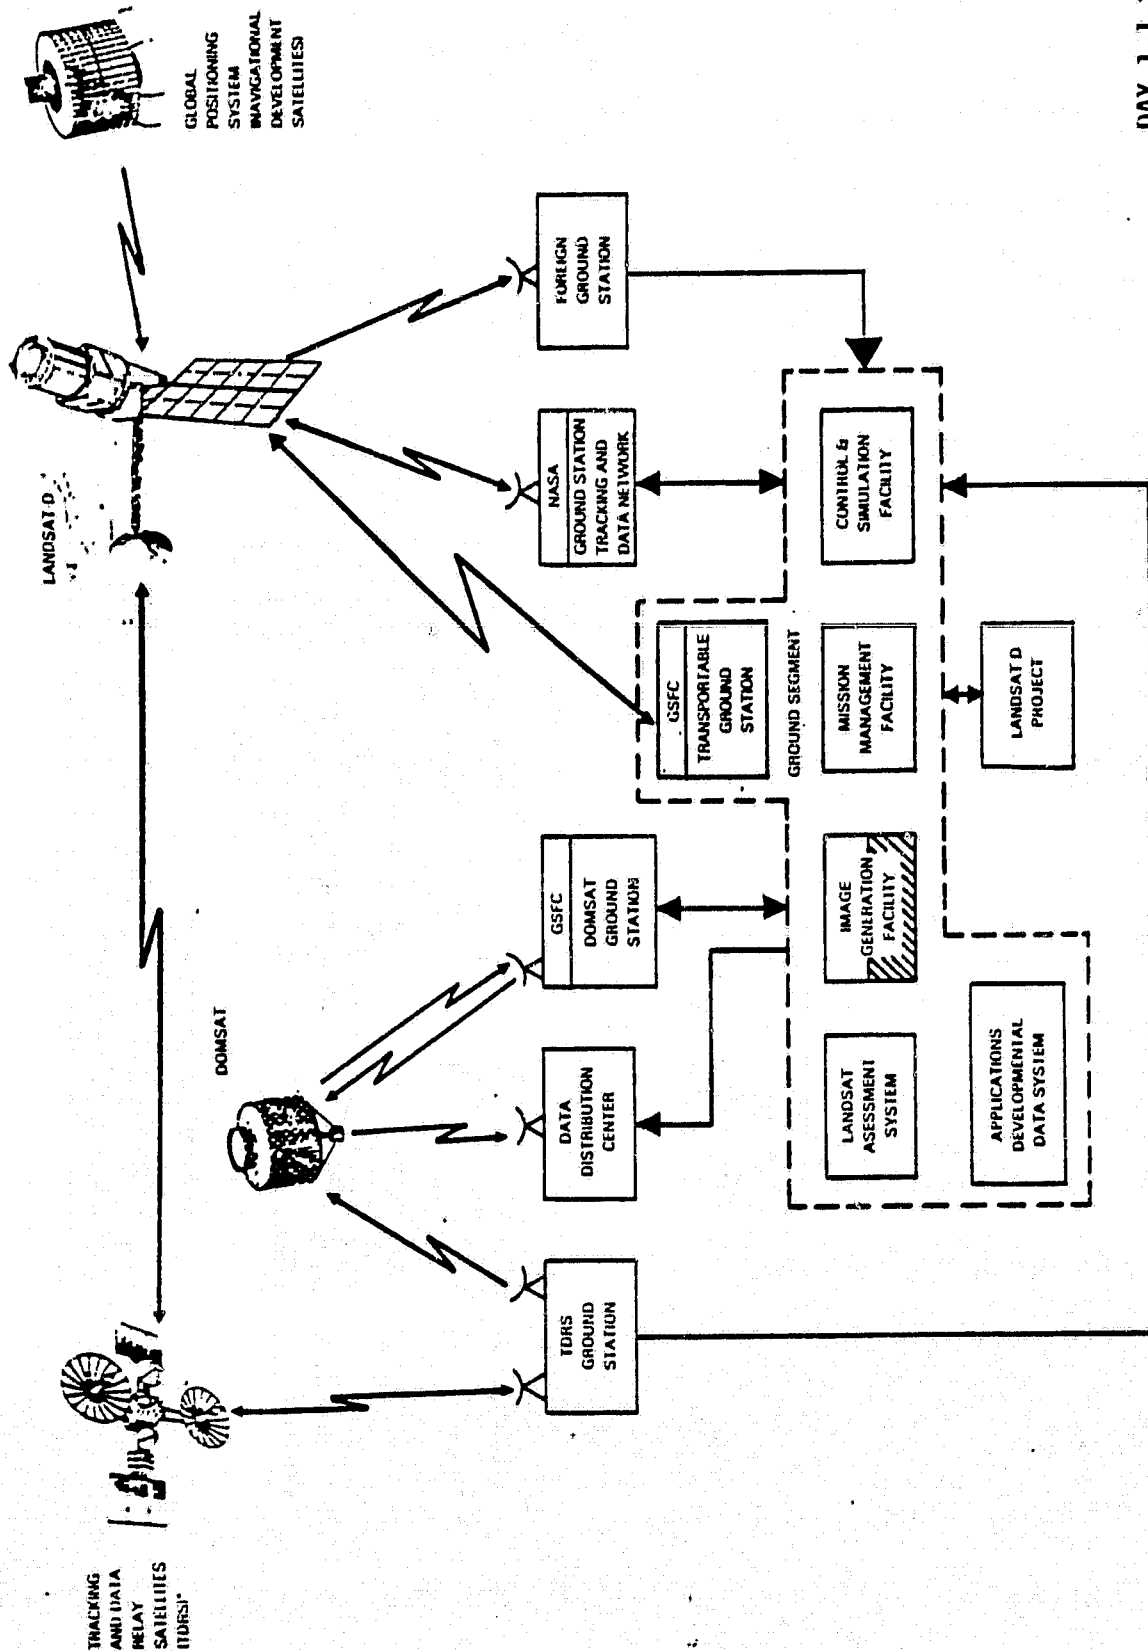 TRACKING
AND DATA
RELAY
SATELLITES
(TDRS)*
LANDSAT D
GLOBAL
POSITIONING
SYSTEM
(NAVIGATIONAL
DEVELOPMENT
SATELLITES)
DOMSAT
TDRS
GROUND
STATION
DATA
DISTRIBUTION
CENTER
GSFC
DOMSAT
GROUND
STATION
GSFC
TRANSPORTABLE
GROUND
STATION
NASA
GROUND STATION
TRACKING AND
DATA NETWORK
FOREIGN
GROUND
STATION
GROUND SEGMENT
LANDSAT
ASESSMENT
SYSTEM
IMAGE
GENERATION
FACILITY
MISSION
MANAGEMENT
FACILITY
CONTROL &
SIMULATION
FACILITY
APPLICATIONS
DEVELOPMENTAL
DATA SYSTEM
LANDSAT D
PROJECT